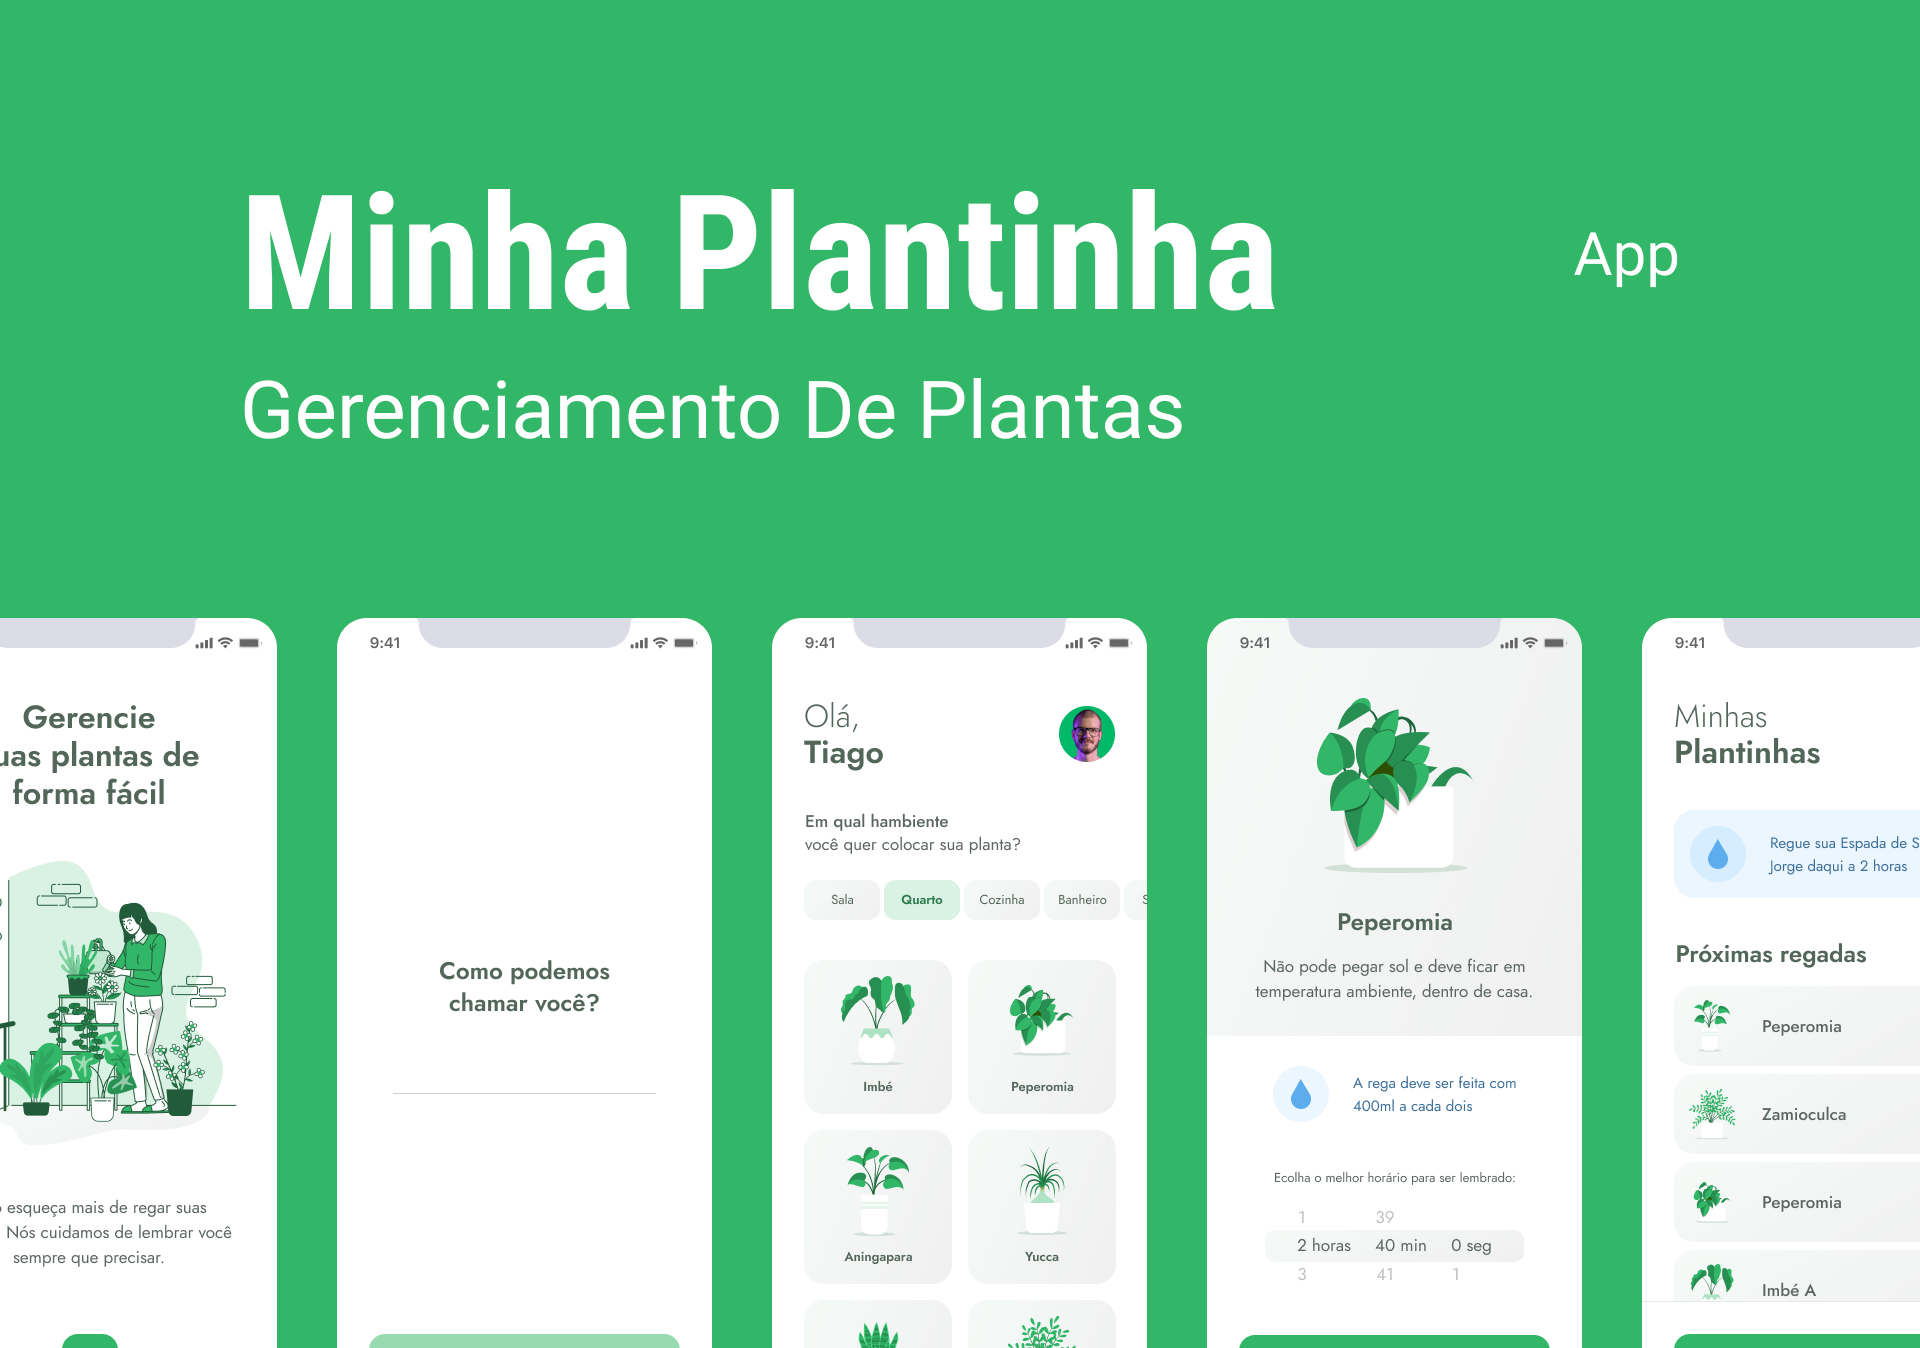 Minha Plantinha
App
Gerenciamento De Plantas
Gerencie
plantas de
forma fácil
esqueça mais de regar suas
Nós cuidamos de lembrar você
sempre que precisar.
9:41
Como podemos
chamar você?
9:41
Olá,
Tiago
Em qual hambiente
você quer colocar sua planta?
Sala
Quarto
Cozinha
Banheiro
Imbé
Peperomia
Aningapara
Yucca
9:41
Peperomia
Não pode pegar sol e deve ficar em
temperatura ambiente, dentro de casa.
A rega deve ser feita com
400ml a cada dois
Ecolha o melhor horário para ser lembrado:
1 39
2 horas 40 min 0 seg
3 41 1
9:41
Minhas
Plantinhas
Regue sua Espada de S
Jorge daqui a 2 horas
Próximas regadas
Peperomia
Zamioculca
Peperomia
Imbé A